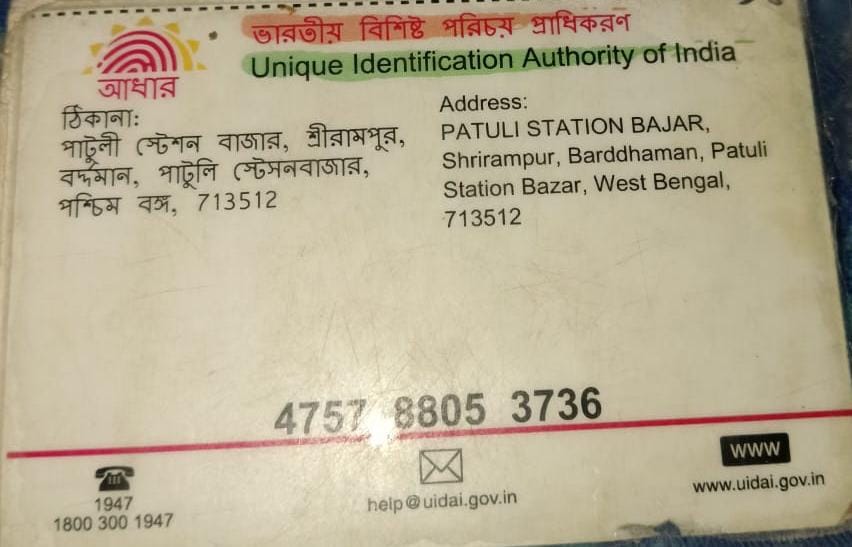 ভারতীয় বিশিষ্ট পরিচয় প্রাধিকরণ
Unique Identification Authority of India
আধার
ঠিকানা:
পাটুলী স্টেশন বাজার, শ্রীরামপুর,
বর্দ্ধমান, পাটুলি স্টেসনবাজার,
পশ্চিম বঙ্গ, 713512
Address:
PATULI STATION BAJAR,
Shrirampur, Barddhaman, Patuli
Station Bazar, West Bengal,
713512
4757 8805 3736
1947
1800 300 1947
help@uidai.gov.in
WWW
www.uidai.gov.in